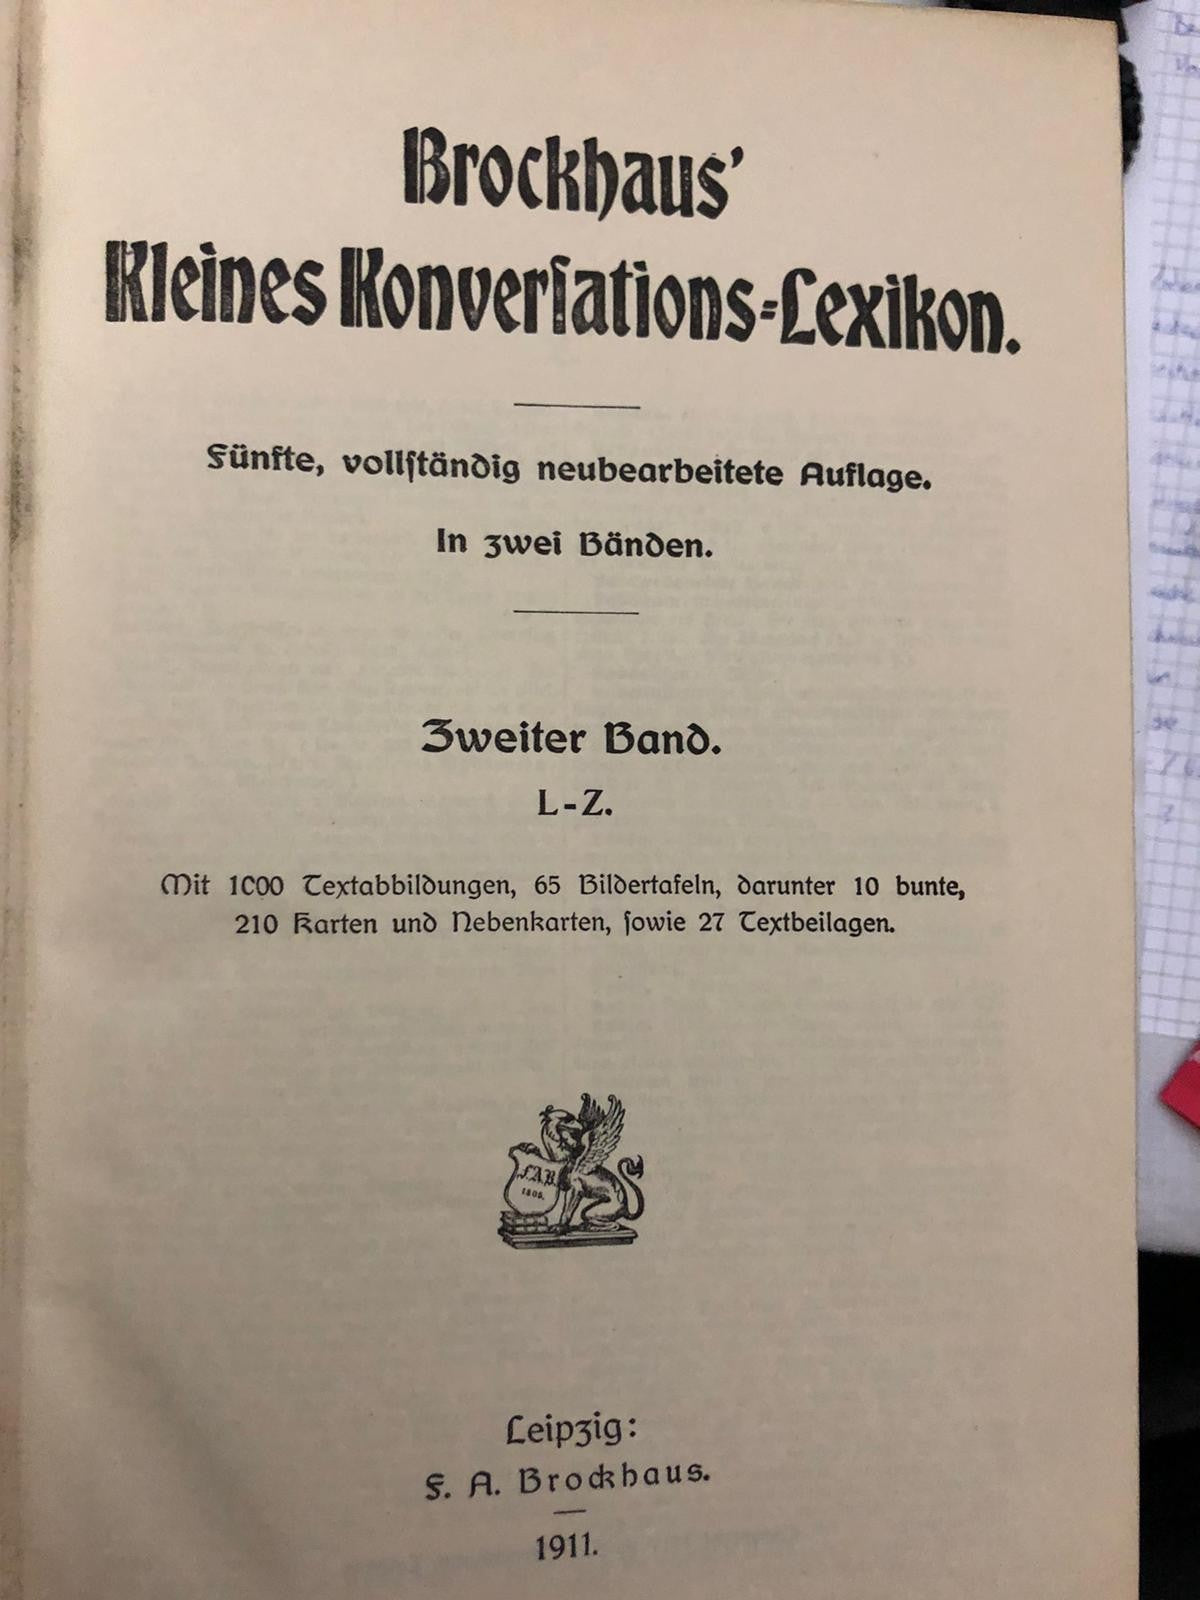 Brockhaus'
Kleines Konverſations-Lexikon.
Fünfte, vollſtändig neubearbeitete Auflage.
In zwei Bänden.
Zweiter Band.
L-Z.
Mit 1000 Textabbildungen, 65 Bildertafeln, darunter 10 bunte,
210 Karten und Nebenkarten, ſowie 27 Textbeilagen.
F.A.B.
1805.
Leipzig:
F. A. Brockhaus.
1911.